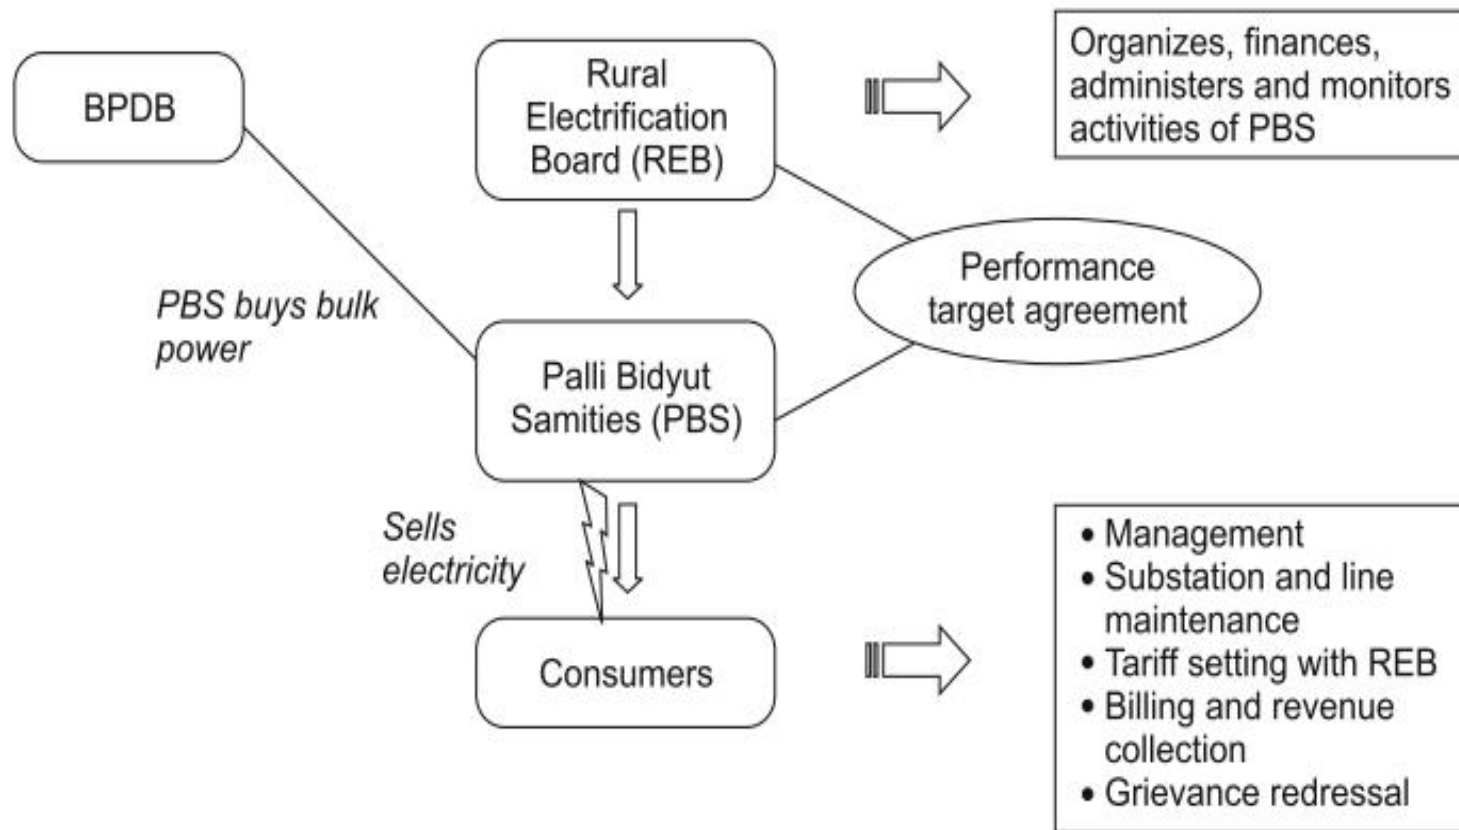 BPDB
Rural
Electrification
Board (REB)
Organizes, finances,
administers and monitors
activities of PBS
Performance
target agreement
PBS buys bulk
power
Palli Bidyut
Samities (PBS)
Sells
electricity
Consumers
• Management
• Substation and line
maintenance
• Tariff setting with REB
• Billing and revenue
collection
• Grievance redressal